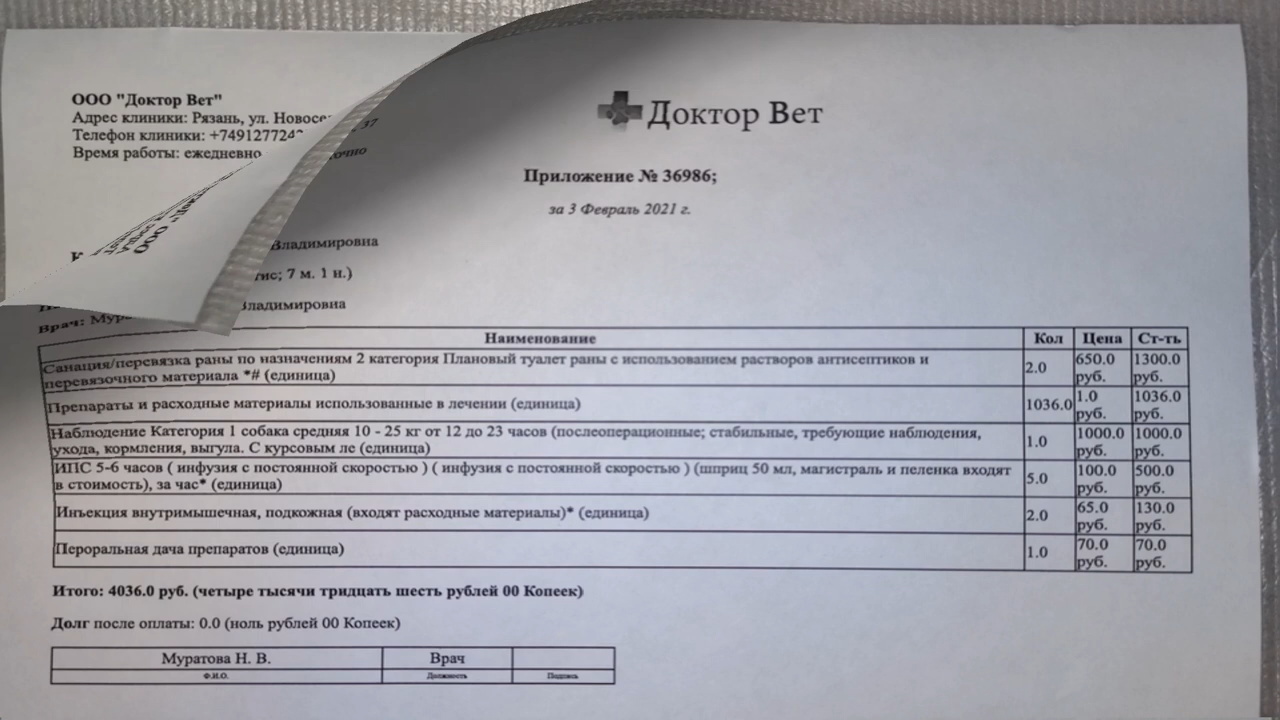 ООО "Доктор Вет"
Адрес клиники: Рязань, ул. 37
Телефон клиники:
Время работы: ежедневно
Доктор Вет
Приложение № 36986;
за 3 Февраль 2021 г.
Владимировна
7 м. 1 н.)
Владимировна
Врач:
Наименование Кол Цена Ст-ть
Санация/перевязка раны по назначениям 2 категория Плановый туалет раны с использованием растворов антисептиков и
перевязочного материала *# (единица) 2.0 650.0 руб. 1300.0 руб.
Препараты и расходные материалы использованные в лечении (единица) 1036.0 1.0 руб. 1036.0 руб.
Наблюдение Категория 1 собака средняя 10 - 25 кг от 12 до 23 часов (послеоперационные; стабильные, требующие наблюдения,
ухода, кормления, выгула. С курсовым ле (единица) 1.0 1000.0 руб. 1000.0 руб.
ИПС 5-6 часов ( инфузия с постоянной скоростью ) ( инфузия с постоянной скоростью ) (шприц 50 мл, магистраль и пеленка входят
в стоимость), за час* (единица) 5.0 100.0 руб. 500.0 руб.
Инъекция внутримышечная, подкожная (входят расходные материалы)* (единица) 2.0 65.0 руб. 130.0 руб.
Пероральная дача препаратов (единица) 1.0 70.0 руб. 70.0 руб.
Итого: 4036.0 руб. (четыре тысячи тридцать шесть рублей 00 Копеек)
Долг после оплаты: 0.0 (ноль рублей 00 Копеек)
Муратова Н. В. Врач
Ф.И.О. Должность Подпись